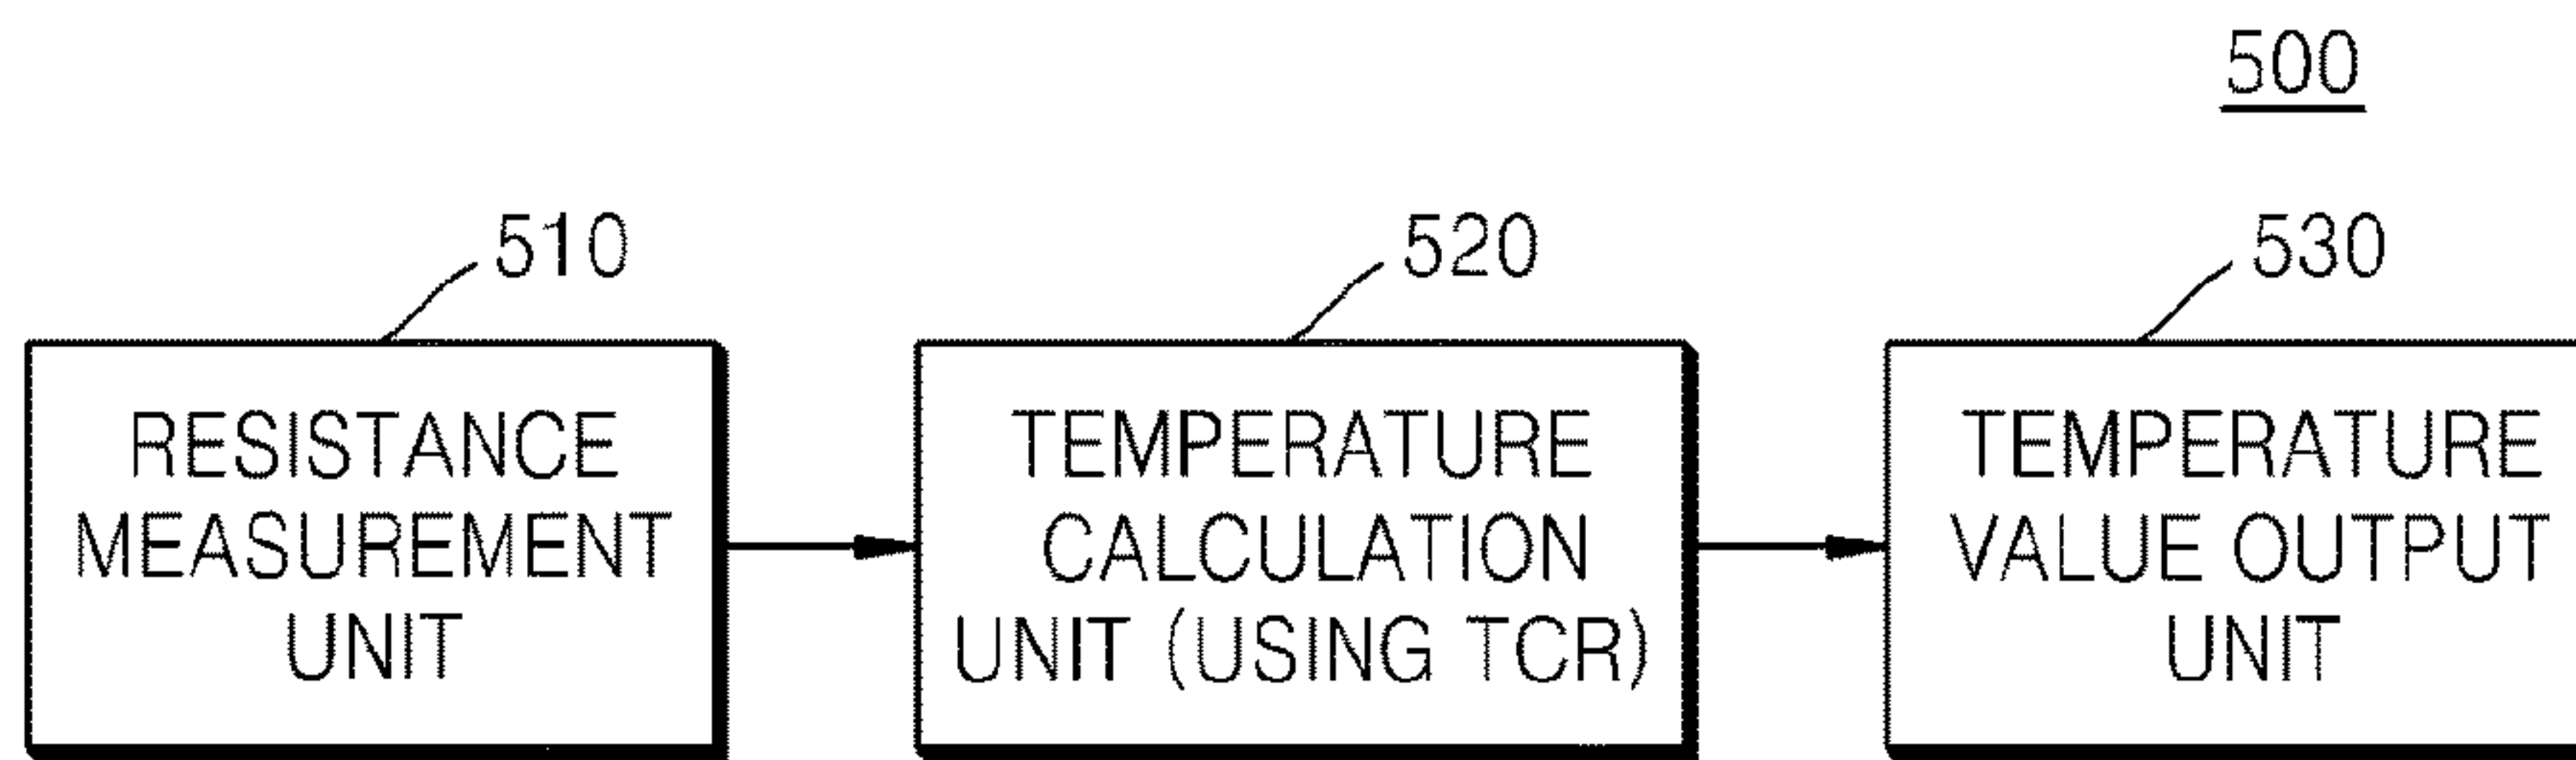 500
510
520
530
RESISTANCE
MEASUREMENT
UNIT
TEMPERATURE
CALCULATION
UNIT (USING TCR)
TEMPERATURE
VALUE OUTPUT
UNIT